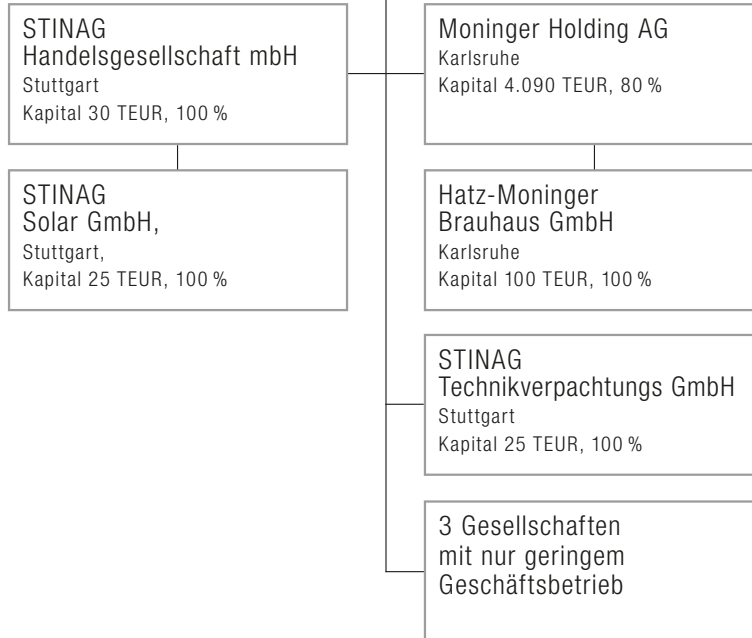 STINAG
Handelsgesellschaft mbH
Stuttgart
Kapital 30 TEUR, 100 %
STINAG
Solar GmbH,
Stuttgart,
Kapital 25 TEUR, 100 %
Moninger Holding AG
Karlsruhe
Kapital 4.090 TEUR, 80 %
Hatz-Moninger
Brauhaus GmbH
Karlsruhe
Kapital 100 TEUR, 100 %
STINAG
Technikverpachtungs GmbH
Stuttgart
Kapital 25 TEUR, 100 %
3 Gesellschaften
mit nur geringem
Geschäftsbetrieb